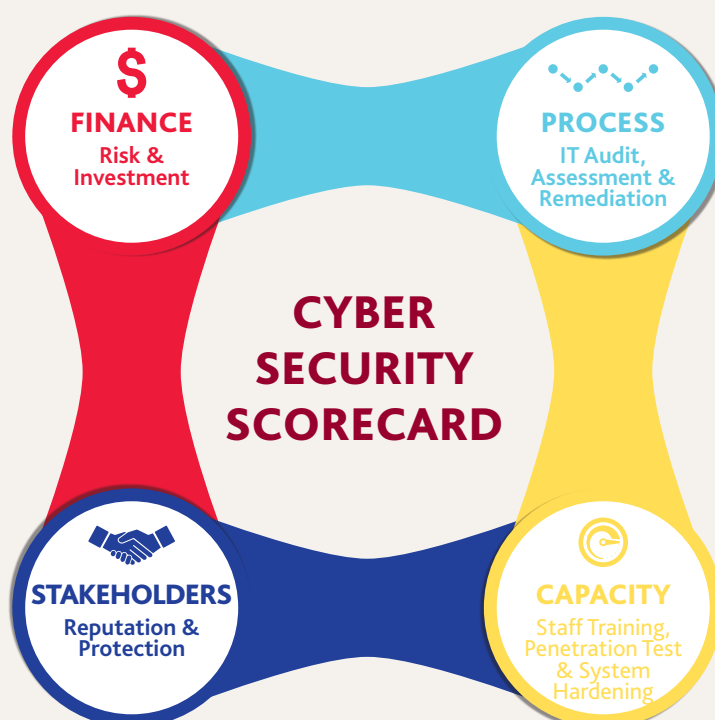 $
FINANCE
Risk &
Investment
PROCESS
IT Audit,
Assessment &
Remediation
CYBER
SECURITY
SCORECARD
STAKEHOLDERS
Reputation &
Protection
CAPACITY
Staff Training,
Penetration Test
& System
Hardening